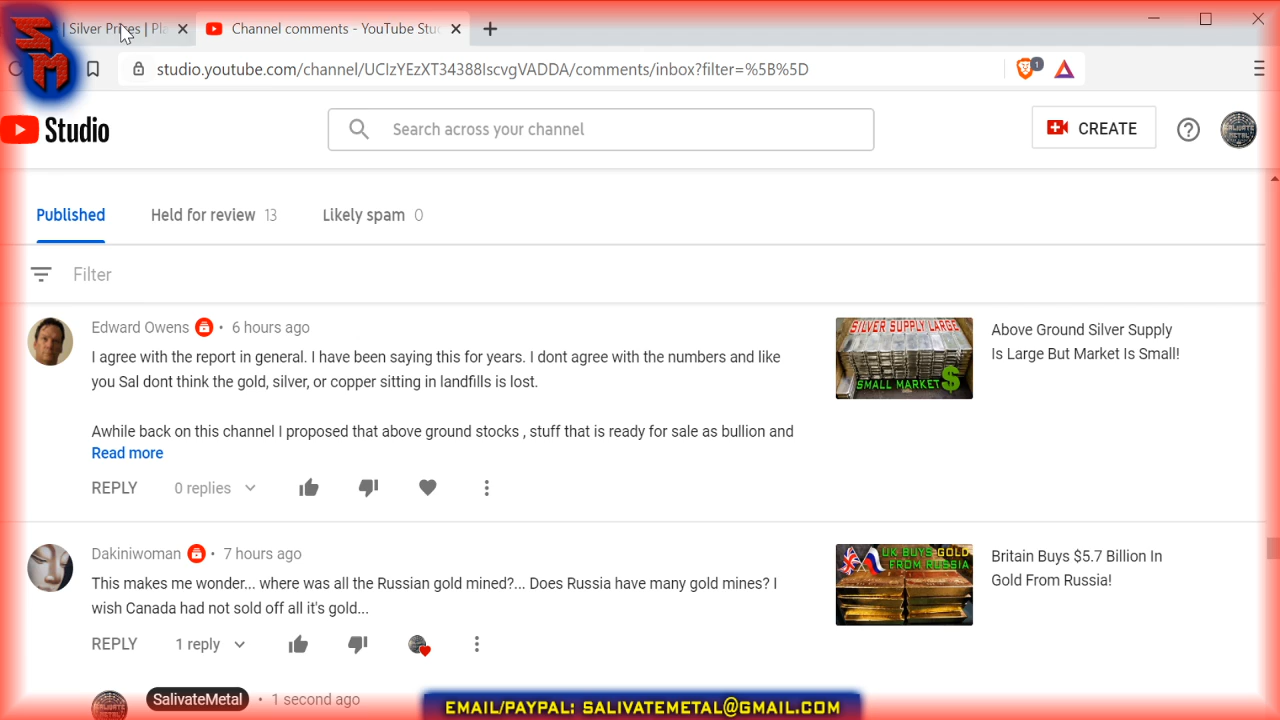 SM
| Silver Prices | Pl
Channel comments - YouTube Stu
studio.youtube.com/channel/UCIzYEzXT34388IscvgVADDA/comments/inbox?filter=%5B%5D
1
Studio
Search across your channel
CREATE
Published
Held for review 13
Likely spam 0
Filter
Edward Owens • 6 hours ago
I agree with the report in general. I have been saying this for years. I dont agree with the numbers and like
you Sal dont think the gold, silver, or copper sitting in landfills is lost.
Awhile back on this channel I proposed that above ground stocks , stuff that is ready for sale as bullion and
Read more
REPLY
0 replies
SILVER SUPPLY LARGE
SMALL MARKET $
Above Ground Silver Supply
Is Large But Market Is Small!
Dakiniwoman • 7 hours ago
This makes me wonder... where was all the Russian gold mined?... Does Russia have many gold mines? I
wish Canada had not sold off all it's gold...
REPLY
1 reply
UK BUYS GOLD
FROM RUSSIA
Britain Buys $5.7 Billion In
Gold From Russia!
SalivateMetal • 1 second ago
EMAIL/PAYPAL: SALIVATEMETAL@GMAIL.COM